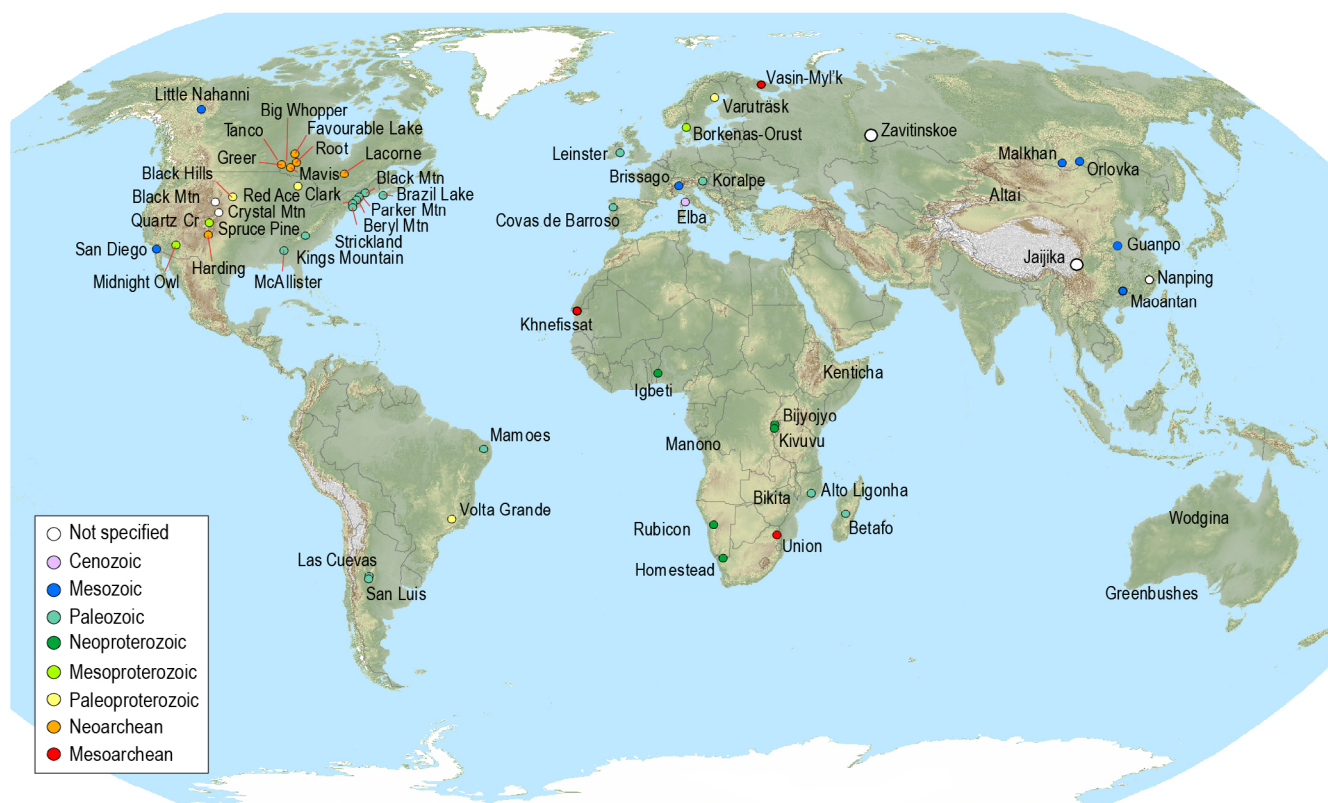 Little Nahanni
Big Whopper
Tanco
Favourable Lake
Greer
Root
Mavis
Lacorne
Black Hills
Red Ace
Clark
Black Mtn
Brazil Lake
Black Mtn
Crystal Mtn
Parker Mtn
Quartz Cr
Spruce Pine
Beryl Mtn
Strickland
San Diego
Kings Mountain
Harding
Midnight Owl
McAllister
Vasin-Myl'k
Varuträsk
Borkenas-Orust
Zavitinskoe
Leinster
Brissago
Koralpe
Malkhan
Orlovka
Altai
Covas de Barroso
Elba
Guanpo
Jaijika
Nanping
Maoantan
Khnefissat
Kenticha
Igbeti
Bijyojyo
Manono
Kivuvu
Mamoes
Alto Ligonha
Bikita
Volta Grande
Rubicon
Betafo
Wodgina
Union
Las Cuevas
Homestead
San Luis
Greenbushes
Not specified
Cenozoic
Mesozoic
Paleozoic
Neoproterozoic
Mesoproterozoic
Paleoproterozoic
Neoarchean
Mesoarchean